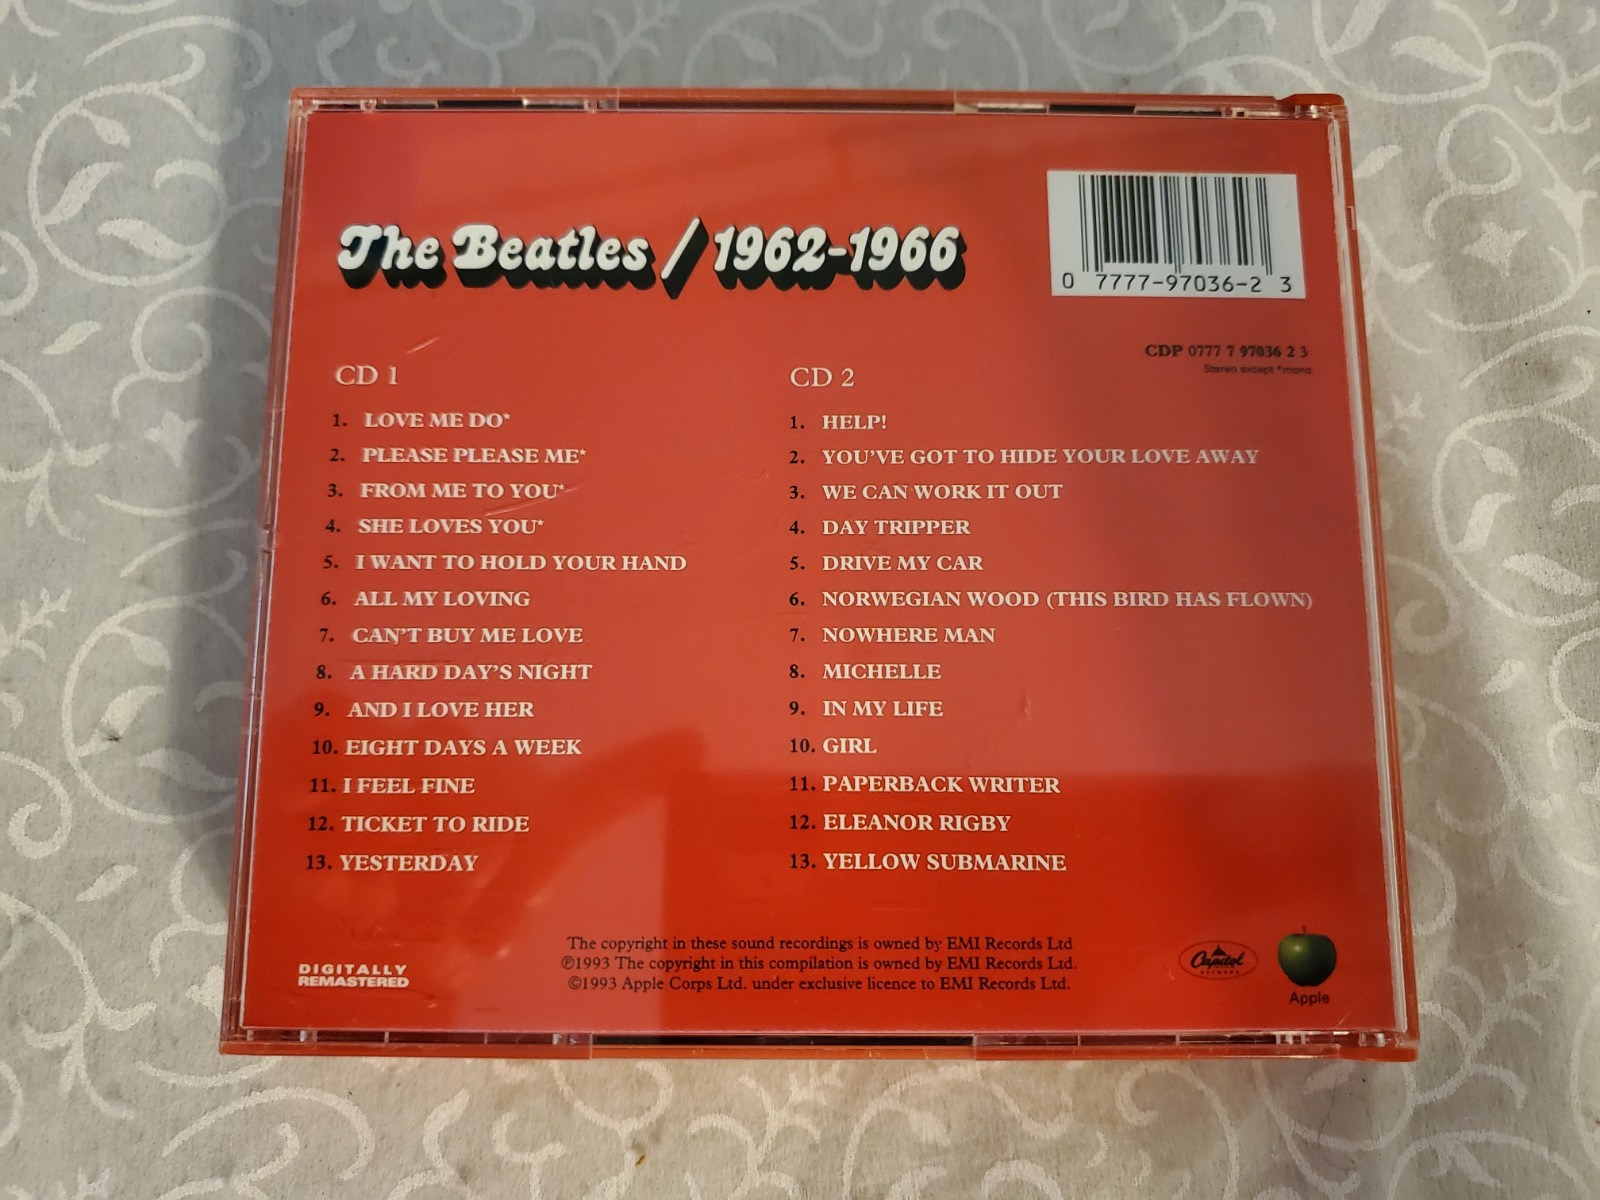 The Beatles / 1962-1966
0 7777-97036-2 3
CDP 0777 7 97036 2 3
Stereo except *mono
CD 1
1. LOVE ME DO*
2. PLEASE PLEASE ME*
3. FROM ME TO YOU*
4. SHE LOVES YOU*
5. I WANT TO HOLD YOUR HAND
6. ALL MY LOVING
7. CAN'T BUY ME LOVE
8. A HARD DAY'S NIGHT
9. AND I LOVE HER
10. EIGHT DAYS A WEEK
11. I FEEL FINE
12. TICKET TO RIDE
13. YESTERDAY
CD 2
1. HELP!
2. YOU'VE GOT TO HIDE YOUR LOVE AWAY
3. WE CAN WORK IT OUT
4. DAY TRIPPER
5. DRIVE MY CAR
6. NORWEGIAN WOOD (THIS BIRD HAS FLOWN)
7. NOWHERE MAN
8. MICHELLE
9. IN MY LIFE
10. GIRL
11. PAPERBACK WRITER
12. ELEANOR RIGBY
13. YELLOW SUBMARINE
DIGITALLY
REMASTERED
The copyright in these sound recordings is owned by EMI Records Ltd
℗1993 The copyright in this compilation is owned by EMI Records Ltd.
©1993 Apple Corps Ltd. under exclusive licence to EMI Records Ltd.
Capitol
RECORDS
Apple